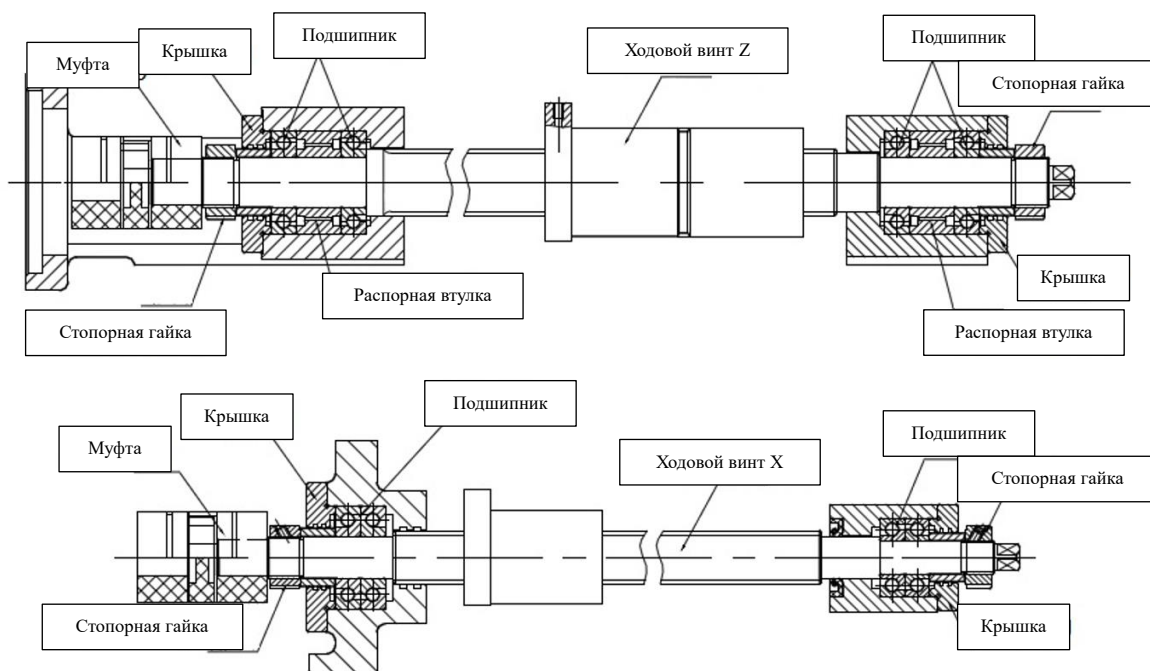 Подшипник
Крышка
Муфта
Ходовой винт Z
Подшипник
Стопорная гайка
Распорная втулка
Стопорная гайка
Крышка
Распорная втулка
Подшипник
Крышка
Муфта
Ходовой винт X
Подшипник
Стопорная гайка
Стопорная гайка
Крышка